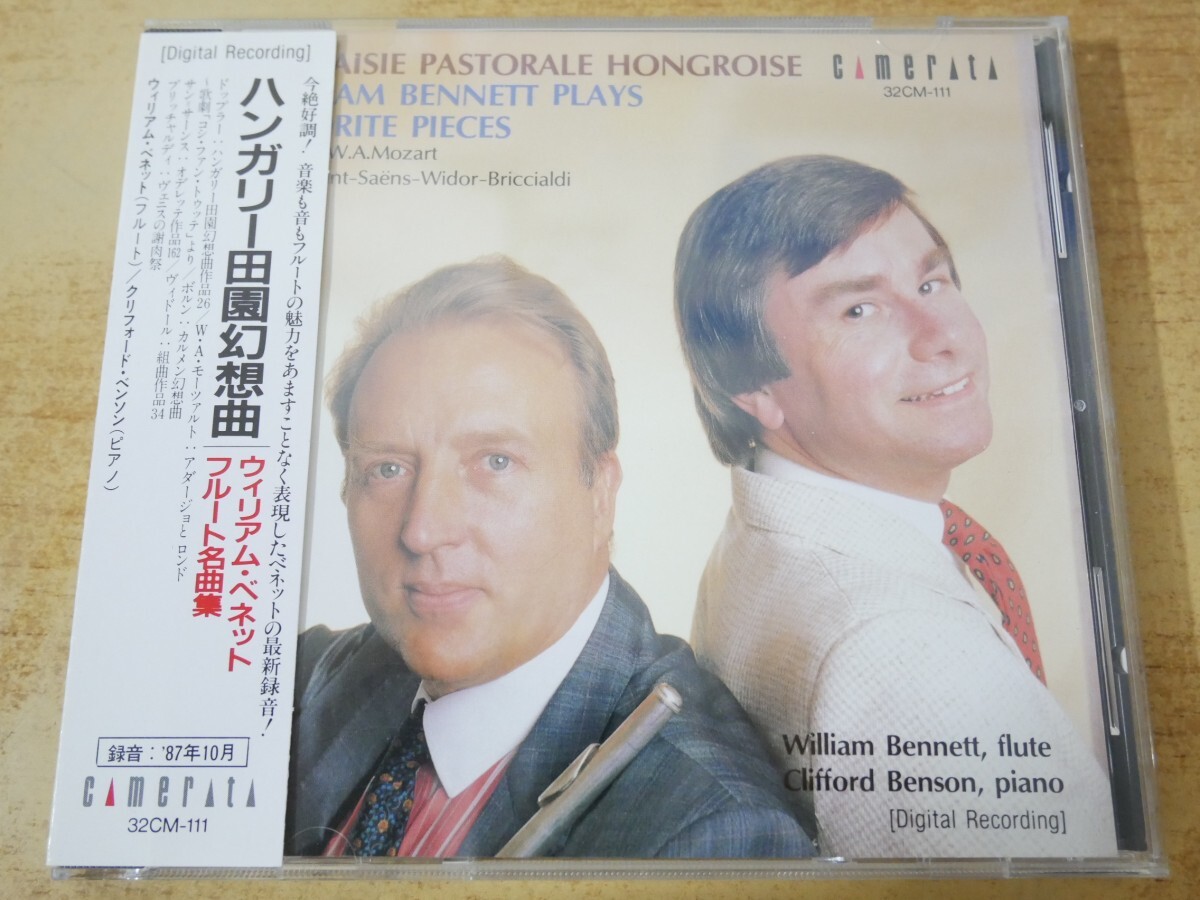 [Digital Recording]
今絶好調！音楽も音もフルートの魅力をあますことなく表現したベネットの最新録音！
ハンガリー田園幻想曲
ウィリアム・ベネット
フルート名曲集
ドップラー：ハンガリー田園幻想曲作品26／W・A・モーツァルト：アダージョとロンド
〜歌劇「コシ・ファン・トゥッテ」より／ボルン：カルメン幻想曲
サン=サーンス：オデレッテ作品162／ヴィドール：組曲作品34
ブリッチャルディ：ヴェニスの謝肉祭
ウィリアム・ベネット(フルート)／クリフォード・ベンソン(ピアノ)
録音：'87年10月
camerata
32CM-111
AISIE PASTORALE HONGROISE
AM BENNETT PLAYS
RITE PIECES
W.A.Mozart
nt-Saëns-Widor-Briccialdi
camerata
32CM-111
William Bennett, flute
Clifford Benson, piano
[Digital Recording]